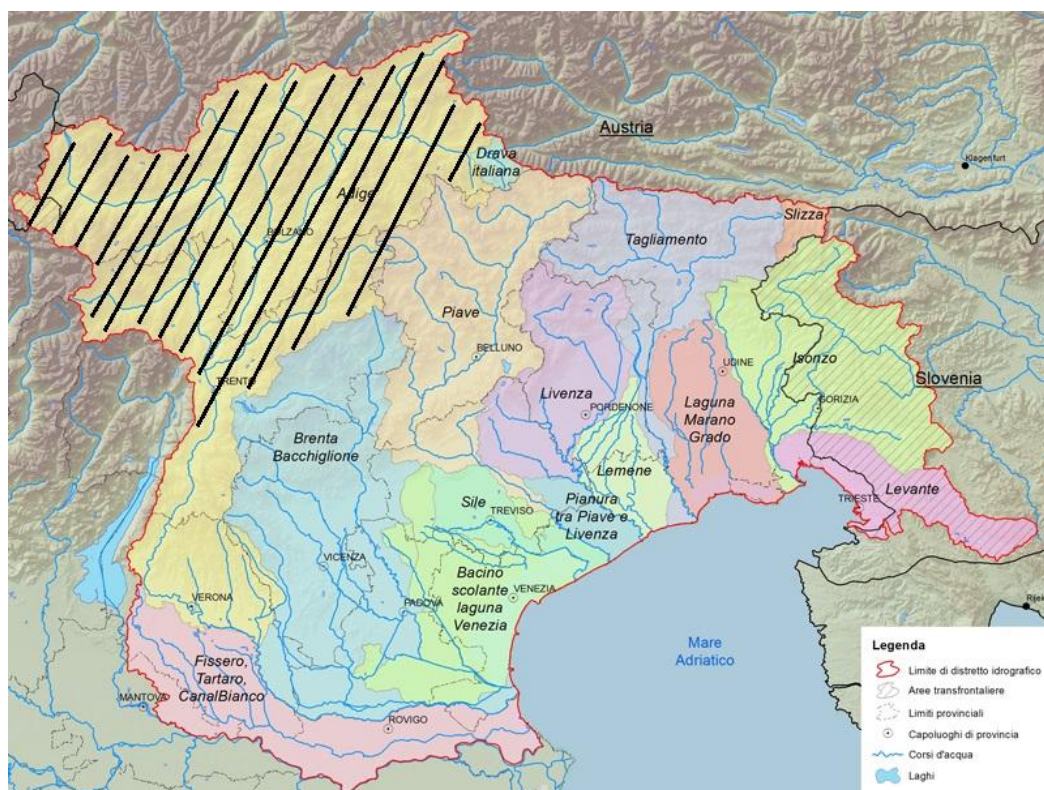 Austria
Klagenfurt
Drava
italiana
Adige
Slizza
Tagliamento
BOLZANO
Piave
BELLUNO
Isonzo
UDINE
Slovenia
Livenza
PORDENONE
GORIZIA
Laguna
Marano
Grado
TRENTO
Brenta
Bacchiglione
Lemene
Levante
TRIESTE
Sile
TREVISO
Pianura
tra Piave e
Livenza
VICENZA
Bacino
scolante
laguna
Venezia
VENEZIA
PADOVA
VERONA
Mare
Adriatico
Fissero,
Tartaro,
CanalBianco
MANTOVA
ROVIGO
Legenda
Limite di distretto idrografico
Aree transfrontaliere
Limiti provinciali
Capoluoghi di provincia
Corsi d'acqua
Laghi